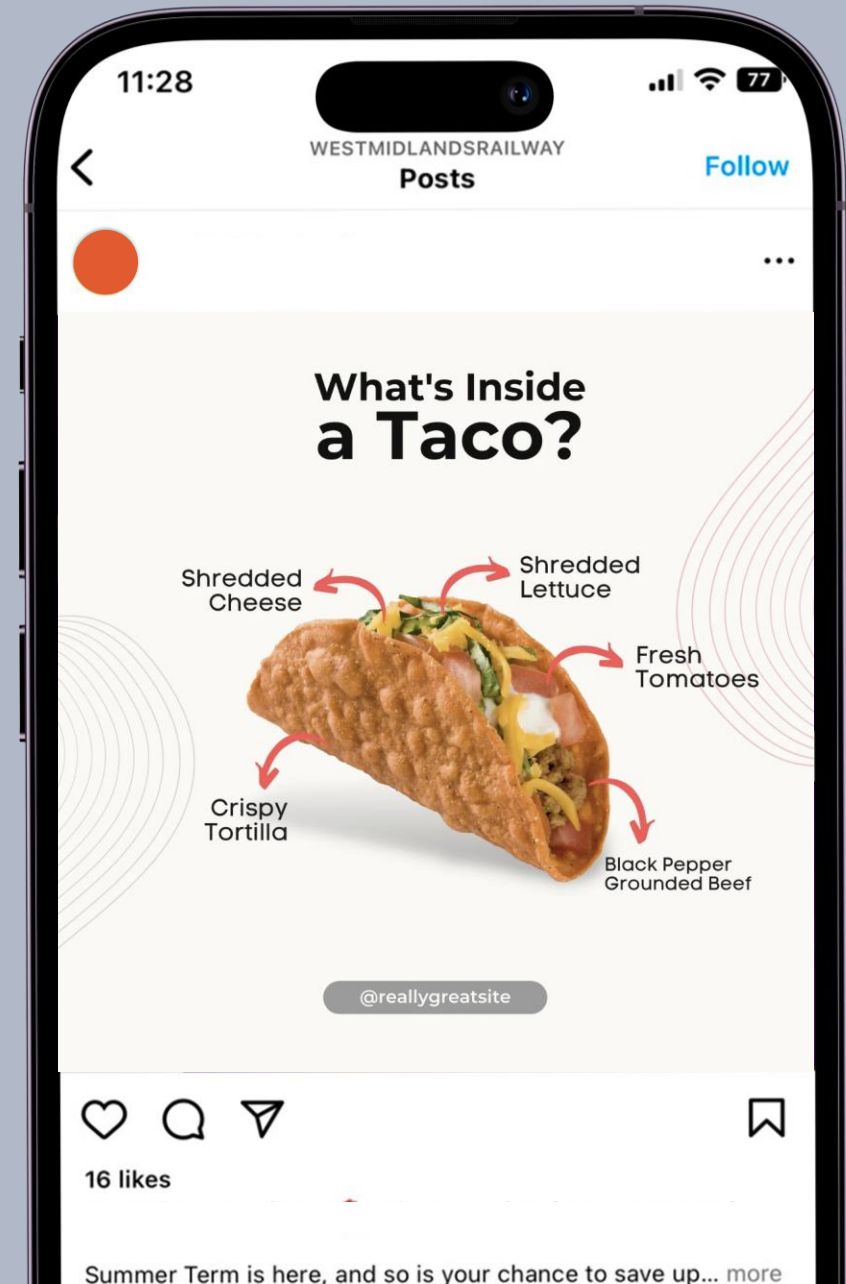 11:28
77
WESTMIDLANDSRAILWAY
Posts
Follow
What's Inside
a Taco?
Shredded
Cheese
Shredded
Lettuce
Fresh
Tomatoes
Crispy
Tortilla
Black Pepper
Grounded Beef
@reallygreatsite
16 likes
Summer Term is here, and so is your chance to save up... more